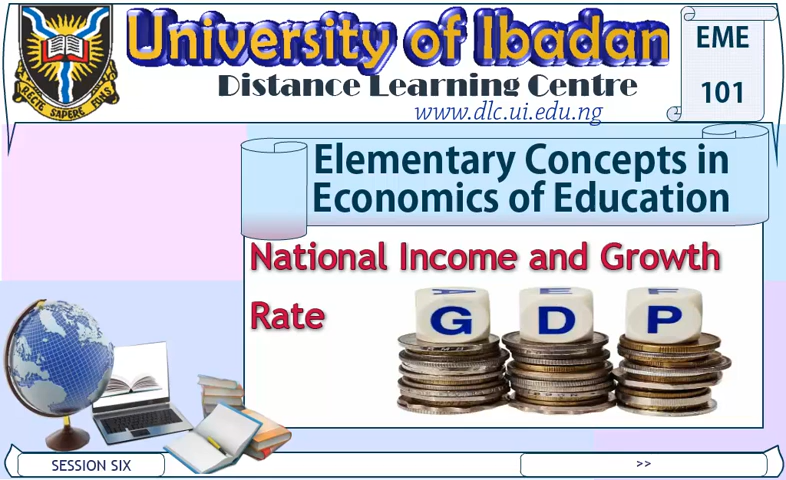 University of Ibadan
Distance Learning Centre
www.dlc.ui.edu.ng
EME
101
RECTE SAPERE FONS
Elementary Concepts in
Economics of Education
National Income and Growth
Rate
G D P
SESSION SIX
>>